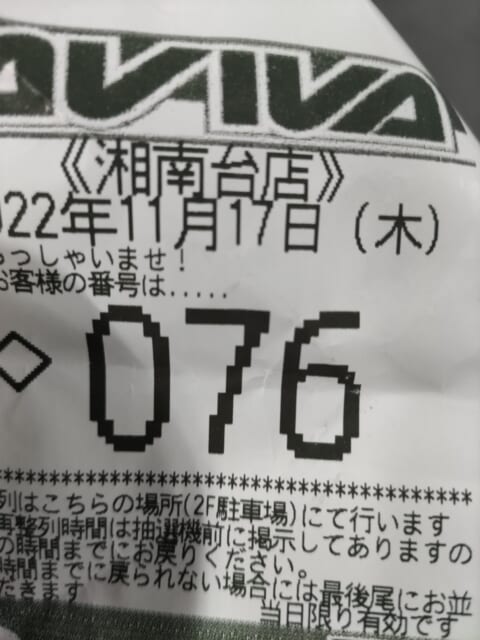 AVIVA
《湘南台店》
022年11月17日(木)
っしゃいませ!
お客様の番号は.....
◇ 076
********************************************
列はこちらの場所(2F駐車場)にて行います
再整列時間は抽選機前に掲示してありますの
の時間までにお戻りください。
時間までに戻られない場合には最後尾にお並
だきます
当日限り有効です